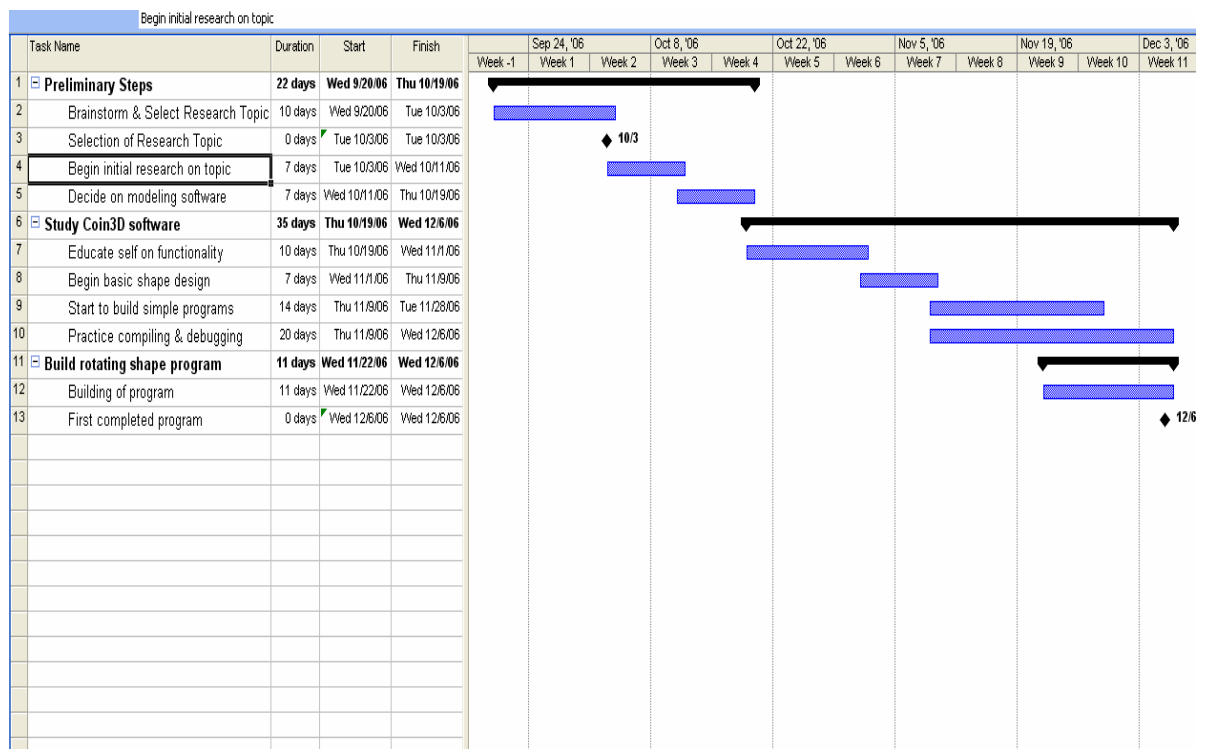 Begin initial research on topic
Task Name Duration Start Finish Sep 24, '06 Oct 8, '06 Oct 22, '06 Nov 5, '06 Nov 19, '06 Dec 3, '06
Week -1 Week 1 Week 2 Week 3 Week 4 Week 5 Week 6 Week 7 Week 8 Week 9 Week 10 Week 11
1 Preliminary Steps 22 days Wed 9/20/06 Thu 10/19/06
2 Brainstorm & Select Research Topic 10 days Wed 9/20/06 Tue 10/3/06
3 Selection of Research Topic 0 days Tue 10/3/06 Tue 10/3/06 10/3
4 Begin initial research on topic 7 days Tue 10/3/06 Wed 10/11/06
5 Decide on modeling software 7 days Wed 10/11/06 Thu 10/19/06
6 Study Coin3D software 35 days Thu 10/19/06 Wed 12/6/06
7 Educate self on functionality 10 days Thu 10/19/06 Wed 11/1/06
8 Begin basic shape design 7 days Wed 11/1/06 Thu 11/9/06
9 Start to build simple programs 14 days Thu 11/9/06 Tue 11/28/06
10 Practice compiling & debugging 20 days Thu 11/9/06 Wed 12/6/06
11 Build rotating shape program 11 days Wed 11/22/06 Wed 12/6/06
12 Building of program 11 days Wed 11/22/06 Wed 12/6/06
13 First completed program 0 days Wed 12/6/06 Wed 12/6/06 12/6